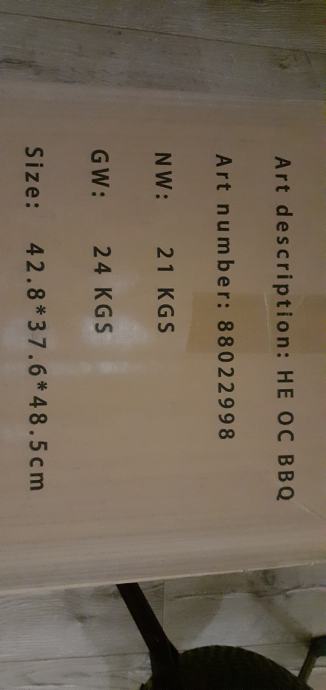 Art description: HE OC BBQ
Art number: 88022998
NW: 21 KGS
GW: 24 KGS
Size: 42.8*37.6*48.5cm